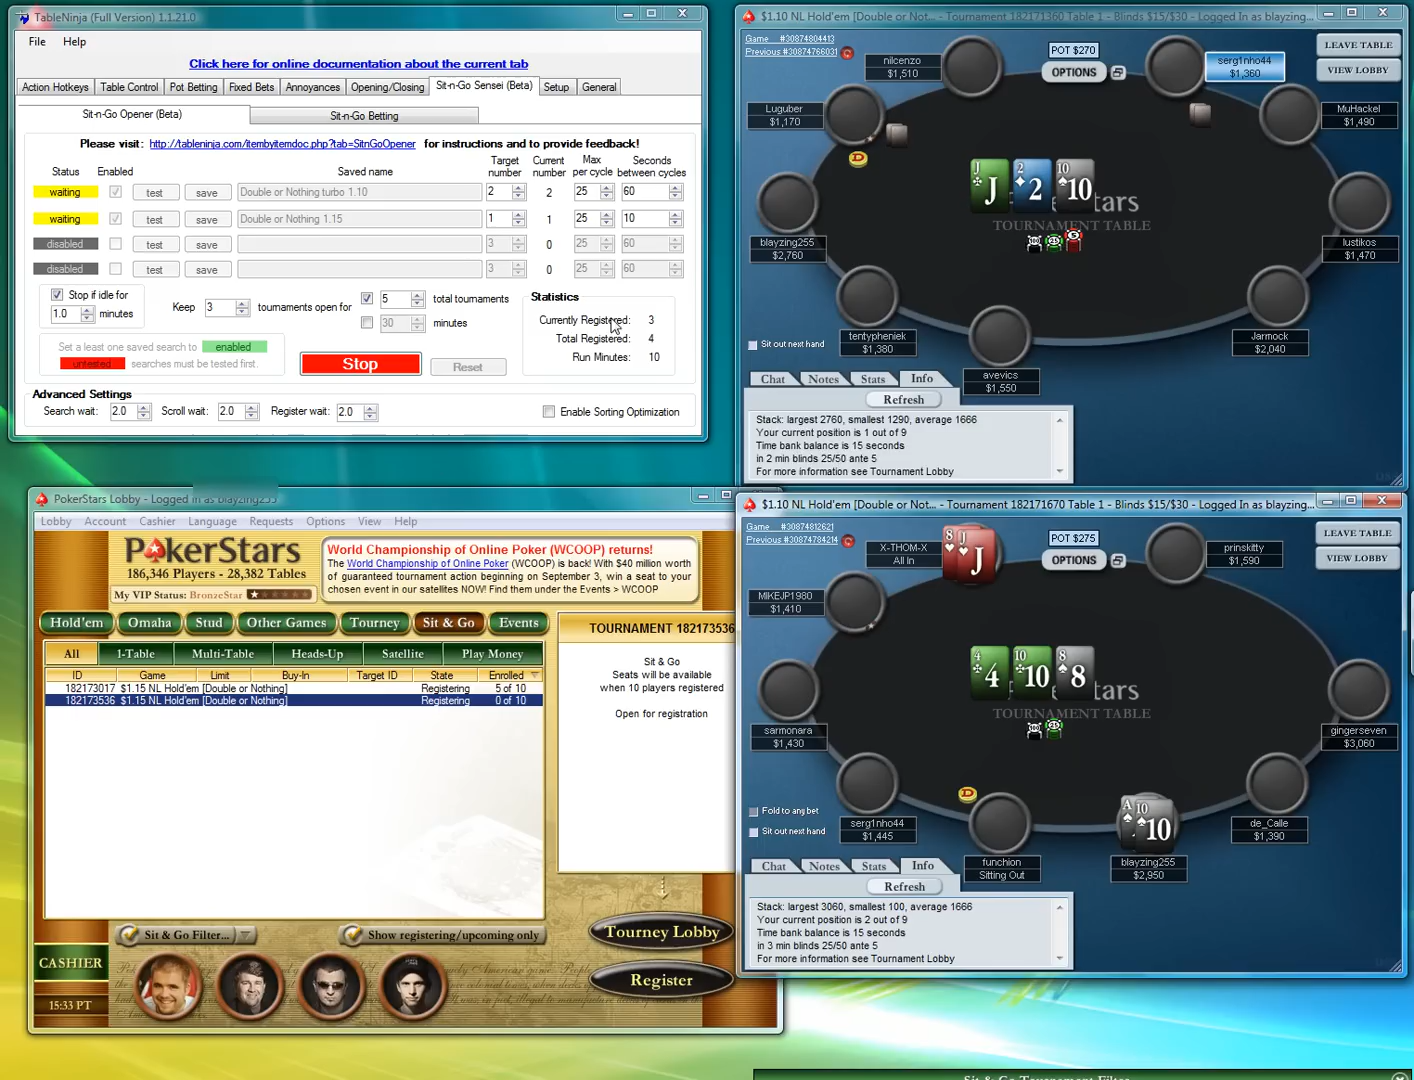 TableNinja (Full Version) 1.1.21.0
File Help
Click here for online documentation about the current tab
Action Hotkeys Table Control Pot Betting Fixed Bets Annoyances Opening/Closing Sit-n-Go Sensei (Beta) Setup General
Sit-n-Go Opener (Beta) Sit-n-Go Betting
Please visit: http://tableninja.com/itembyitemdoc.php?tab=SitnGoOpener for instructions and to provide feedback!
Status Enabled Saved name Target number Current number Max per cycle Seconds between cycles
waiting test save Double or Nothing turbo 1.10 2 2 25 60
waiting test save Double or Nothing 1.15 1 1 25 10
disabled test save 3 0 25 60
disabled test save 3 0 25 60
Stop if idle for
1.0 minutes
Keep 3 tournaments open for
5 total tournaments
30 minutes
Statistics
Currently Registered: 3
Total Registered: 4
Run Minutes: 10
Set a least one saved search to enabled
untested searches must be tested first.
Stop Reset
Advanced Settings
Search wait: 2.0 Scroll wait: 2.0 Register wait: 2.0 Enable Sorting Optimization
$1.10 NL Hold'em [Double or Not... - Tournament 182171360 Table 1 - Blinds $15/$30 - Logged In as blayzing...
Game #30874804413
Previous #30874766031
POT $270
OPTIONS
LEAVE TABLE
VIEW LOBBY
nilcenzo
$1,510
serg1nho44
$1,360
Luguber
$1,170
MuHackel
$1,490
D
J J 2 2 10 10
Stars
TOURNAMENT TABLE
100 25 5
blayzing255
$2,760
lustikos
$1,470
tentypheniek
$1,380
Jarmock
$2,040
avevics
$1,550
Sit out next hand
Chat Notes Stats Info
Refresh
Stack: largest 2760, smallest 1290, average 1666
Your current position is 1 out of 9
Time bank balance is 15 seconds
in 2 min blinds 25/50 ante 5
For more information see Tournament Lobby
PokerStars Lobby - Logged in as blayzing255
Lobby Account Cashier Language Requests Options View Help
PokerStars
186,346 Players - 28,382 Tables
My VIP Status: BronzeStar
World Championship of Online Poker (WCOOP) returns!
The World Championship of Online Poker (WCOOP) is back! With $40 million worth
of guaranteed tournament action beginning on September 3, win a seat to your
chosen event in our satellites NOW! Find them under the Events > WCOOP
Hold'em Omaha Stud Other Games Tourney Sit & Go Events
All 1-Table Multi-Table Heads-Up Satellite Play Money
ID Game Limit Buy-In Target ID State Enrolled
182173017 $1.15 NL Hold'em [Double or Nothing] Registering 5 of 10
182173536 $1.15 NL Hold'em [Double or Nothing] Registering 0 of 10
TOURNAMENT 182173536
Sit & Go
Seats will be available
when 10 players registered
Open for registration
Sit & Go Filter... Show registering/upcoming only
Tourney Lobby
Register
CASHIER
15:33 PT
$1.10 NL Hold'em [Double or Not... - Tournament 182171670 Table 1 - Blinds $15/$30 - Logged In as blayzing...
Game #30874812621
Previous #30874784214
POT $275
OPTIONS
LEAVE TABLE
VIEW LOBBY
X-THOM-X
All In
8 J J
prinskitty
$1,590
MIKEJP1980
$1,410
4 4 10 10 8 8
Stars
TOURNAMENT TABLE
100 25
sarmonara
$1,430
gingerseven
$3,060
D
A 10 10
Fold to any bet
Sit out next hand
serg1nho44
$1,445
de_Calle
$1,390
funchion
Sitting Out
blayzing255
$2,950
Chat Notes Stats Info
Refresh
Stack: largest 3060, smallest 100, average 1666
Your current position is 2 out of 9
Time bank balance is 15 seconds
in 3 min blinds 25/50 ante 5
For more information see Tournament Lobby